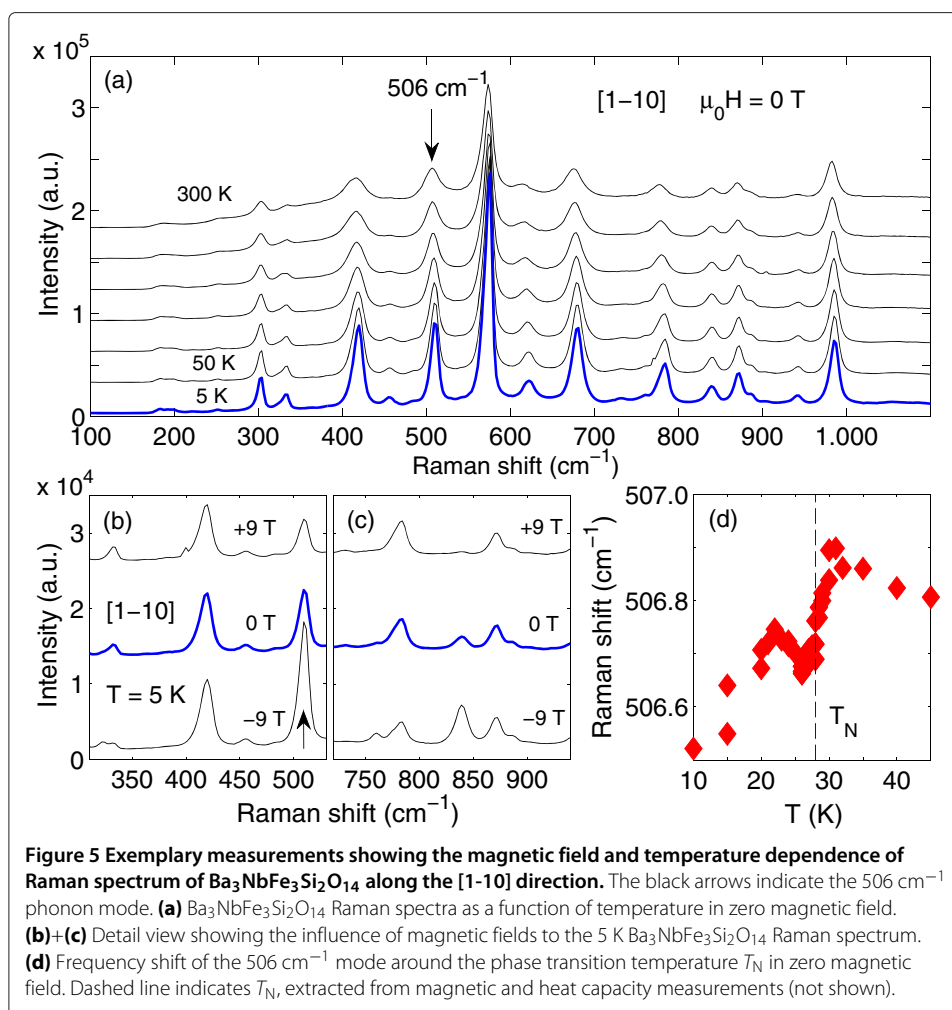 x 10⁵
(a)
506 cm⁻¹
[1−10] μ₀H = 0 T
3
2
1
0
Intensity (a.u.)
300 K
50 K
5 K
100 200 300 400 500 600 700 800 900 1.000
Raman shift (cm⁻¹)
x 10⁴
(b)
+9 T
[1−10]
0 T
T = 5 K
−9 T
3
2
1
0
Intensity (a.u.)
350 400 450 500
(c)
+9 T
0 T
−9 T
750 800 850 900
Raman shift (cm⁻¹)
(d)
507.0
506.8
506.6
Raman shift (cm⁻¹)
T_N
10 20 30 40
T (K)
Figure 5 Exemplary measurements showing the magnetic field and temperature dependence of
Raman spectrum of Ba₃NbFe₃Si₂O₁₄ along the [1-10] direction. The black arrows indicate the 506 cm⁻¹
phonon mode. (a) Ba₃NbFe₃Si₂O₁₄ Raman spectra as a function of temperature in zero magnetic field.
(b)+(c) Detail view showing the influence of magnetic fields to the 5 K Ba₃NbFe₃Si₂O₁₄ Raman spectrum.
(d) Frequency shift of the 506 cm⁻¹ mode around the phase transition temperature T_N in zero magnetic
field. Dashed line indicates T_N, extracted from magnetic and heat capacity measurements (not shown).